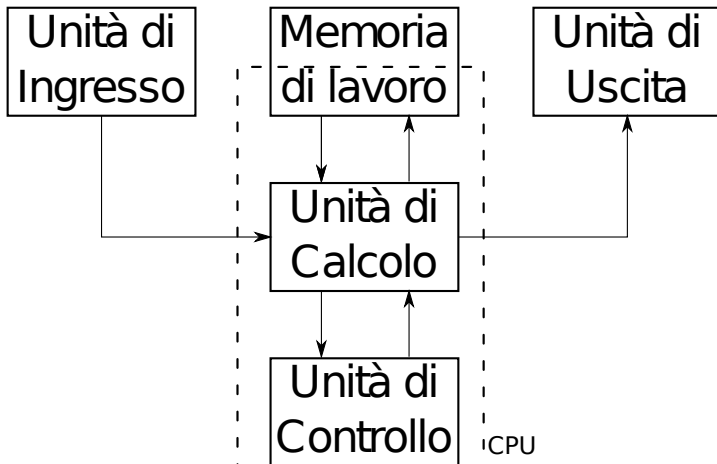 Unità di
Ingresso
Memoria
di lavoro
Unità di
Uscita
Unità di
Calcolo
Unità di
Controllo
CPU